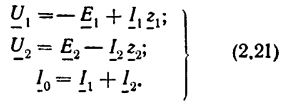 U̲₁ = — E̲₁ + I̲₁ z̲₁;
U̲₂ = E̲₂ — I̲₂ z̲₂;
I̲₀ = I̲₁ + I̲₂.
(2.21)